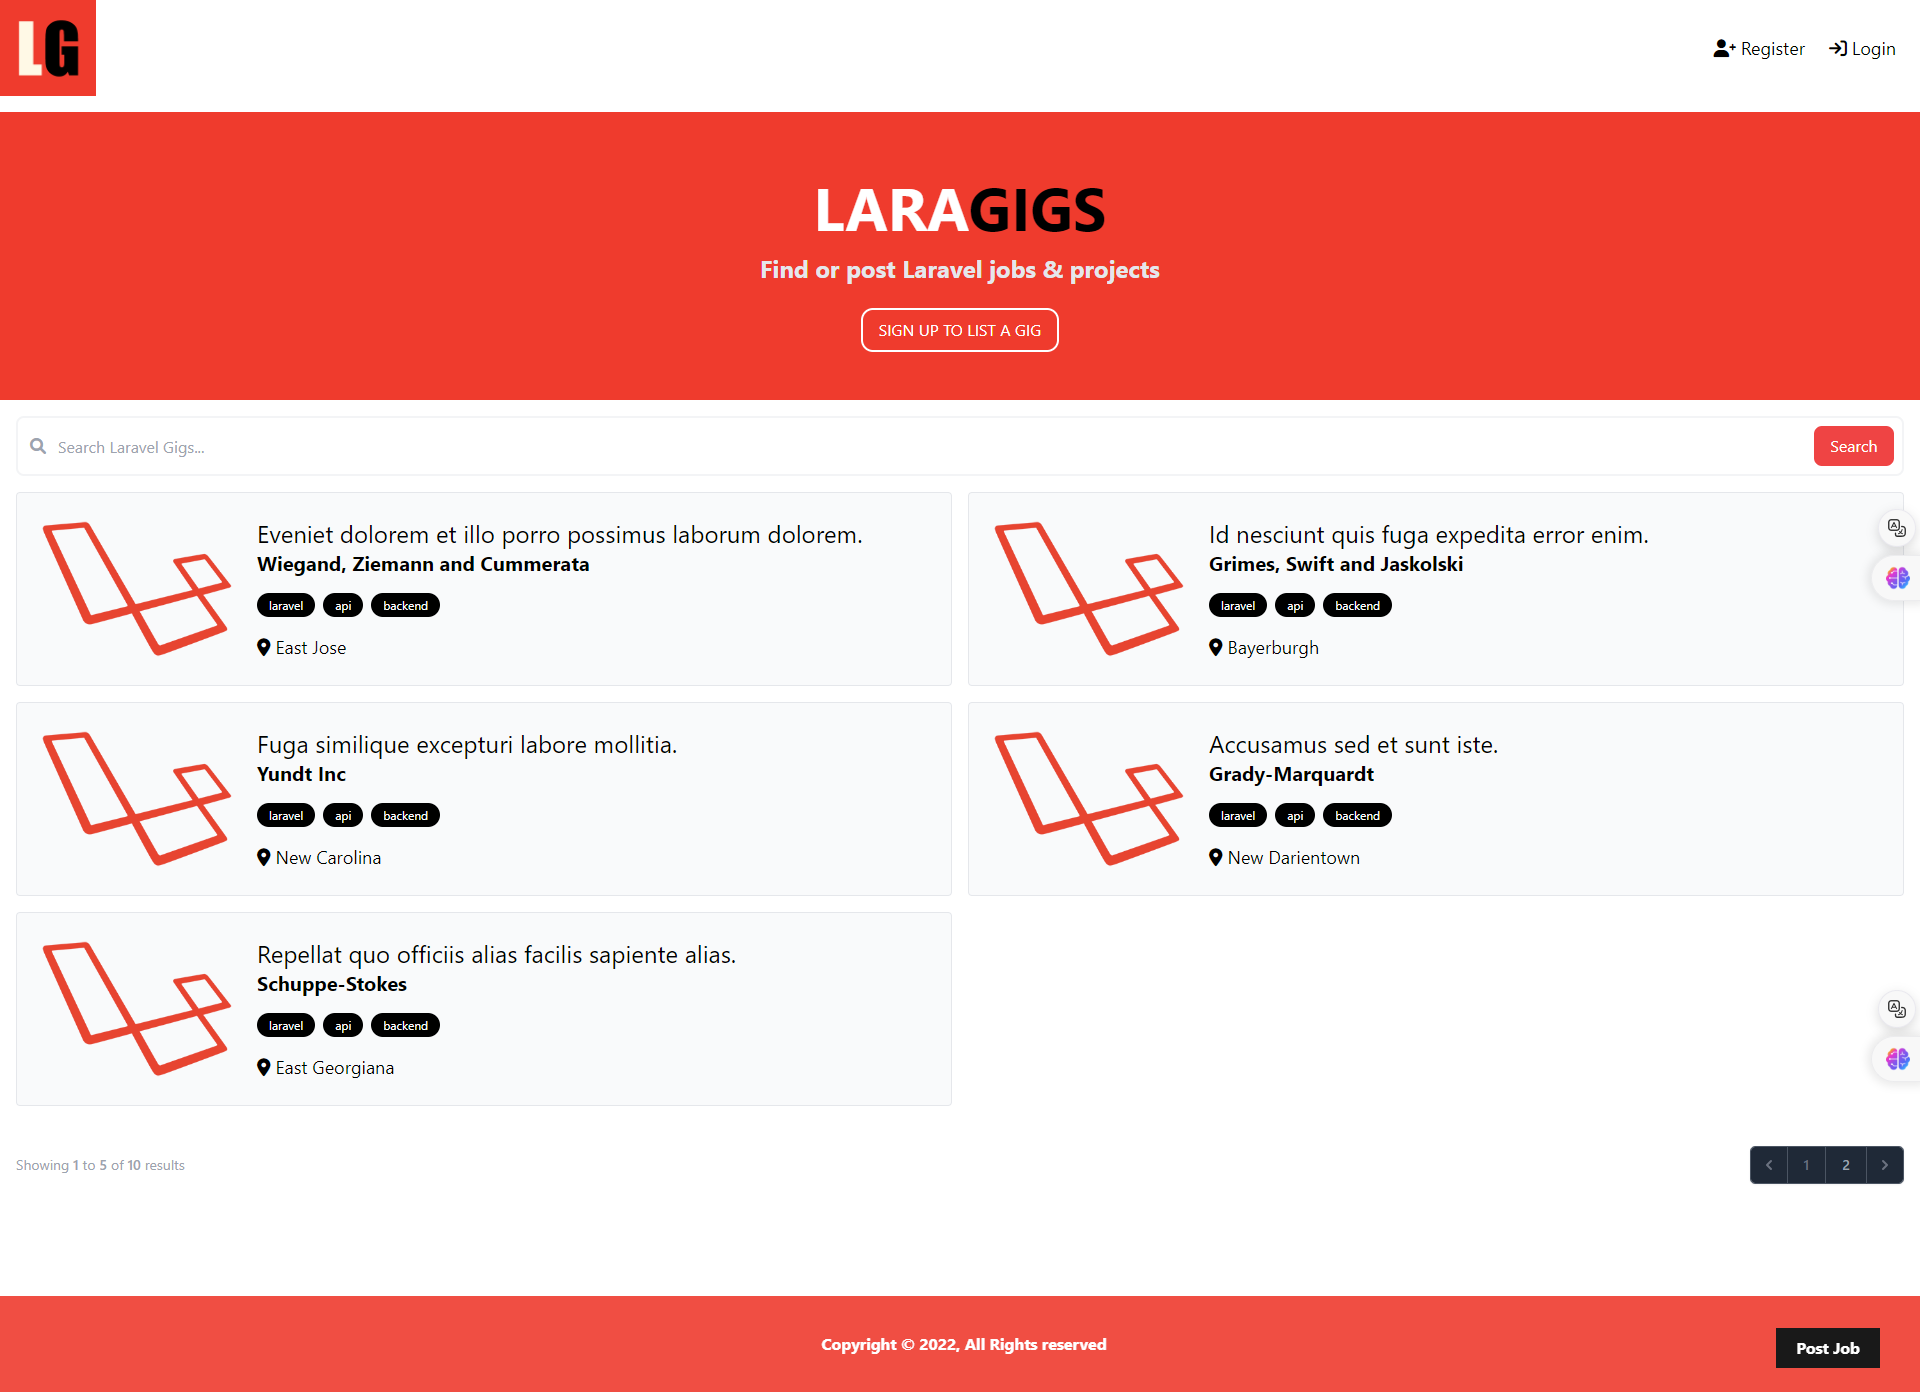 LG
Register
Login
LARAGIGS
Find or post Laravel jobs & projects
SIGN UP TO LIST A GIG
Search Laravel Gigs...
Search
Eveniet dolorem et illo porro possimus laborum dolorem.
Wiegand, Ziemann and Cummerata
laravel api backend
East Jose
Id nesciunt quis fuga expedita error enim.
Grimes, Swift and Jaskolski
laravel api backend
Bayerburgh
Fuga similique excepturi labore mollitia.
Yundt Inc
laravel api backend
New Carolina
Accusamus sed et sunt iste.
Grady-Marquardt
laravel api backend
New Darientown
Repellat quo officiis alias facilis sapiente alias.
Schuppe-Stokes
laravel api backend
East Georgiana
Showing 1 to 5 of 10 results
1 2
Copyright © 2022, All Rights reserved
Post Job